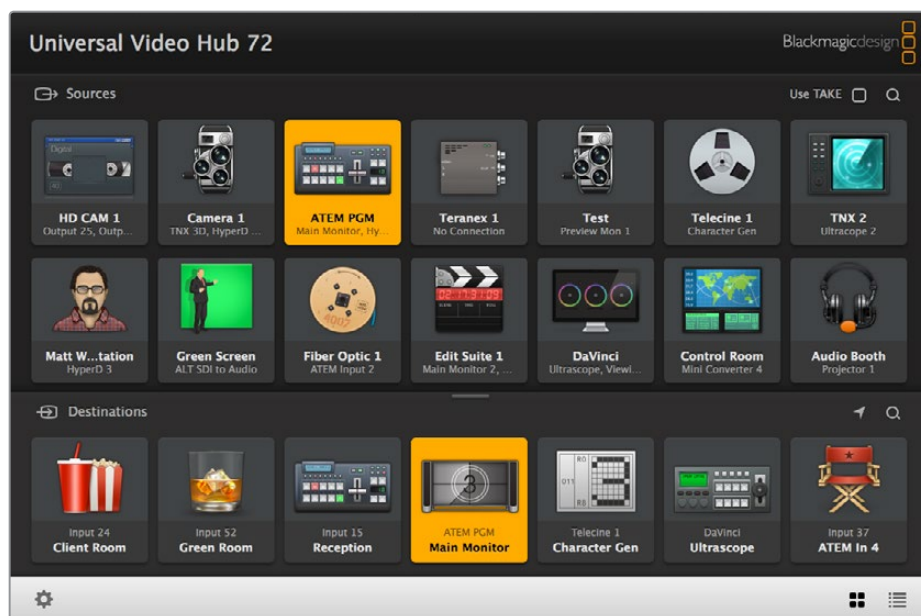 Universal Video Hub 72
Blackmagicdesign
Sources
Use TAKE
HD CAM 1
Output 25, Outp...
Camera 1
TNX 3D, HyperD ...
ATEM PGM
Main Monitor, Hy...
Teranex 1
No Connection
Test
Preview Mon 1
Telecine 1
Character Gen
TNX 2
Ultracope 2
Matt W...tation
HyperD 3
Green Screen
ALT SDI to Audio
4007
Fiber Optic 1
ATEM Input 2
Edit Suite 1
Main Monitor 2, ...
DaVinci
Ultrascope, Viewi...
Control Room
Mini Converter 4
Audio Booth
Projector 1
Destinations
Input 24
Client Room
Input 52
Green Room
Input 15
Reception
3
ATEM PGM
Main Monitor
Telecine 1
Character Gen
DaVinci
Ultrascope
Input 37
ATEM In 4